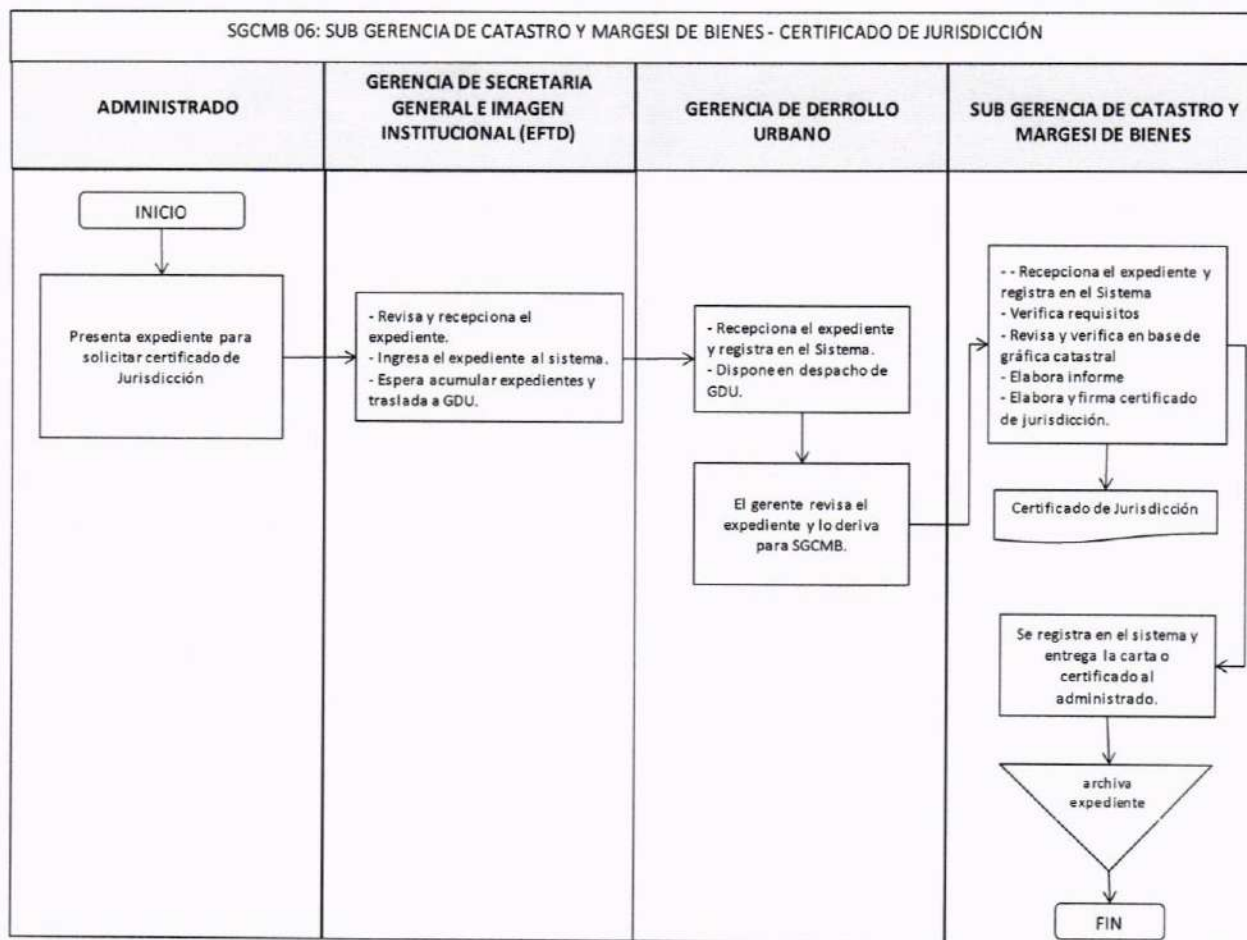 SGCMB 06: SUB GERENCIA DE CATASTRO Y MARGESI DE BIENES - CERTIFICADO DE JURISDICCIÓN
ADMINISTRADO
GERENCIA DE SECRETARIA
GENERAL E IMAGEN
INSTITUCIONAL (EFTD)
GERENCIA DE DERROLLO
URBANO
SUB GERENCIA DE CATASTRO Y
MARGESI DE BIENES
INICIO
Presenta expediente para
solicitar certificado de
Jurisdicción
- Revisa y recepciona el
expediente.
- Ingresa el expediente al sistema.
- Espera acumular expedientes y
traslada a GDU.
- Recepciona el expediente
y registra en el Sistema.
- Dispone en despacho de
GDU.
El gerente revisa el
expediente y lo deriva
para SGCMB.
- - Recepciona el expediente y
registra en el Sistema
- Verifica requisitos
- Revisa y verifica en base de
gráfica catastral
- Elabora informe
- Elabora y firma certificado
de jurisdicción.
Certificado de Jurisdicción
Se registra en el sistema y
entrega la carta o
certificado al
administrado.
archiva
expediente
FIN